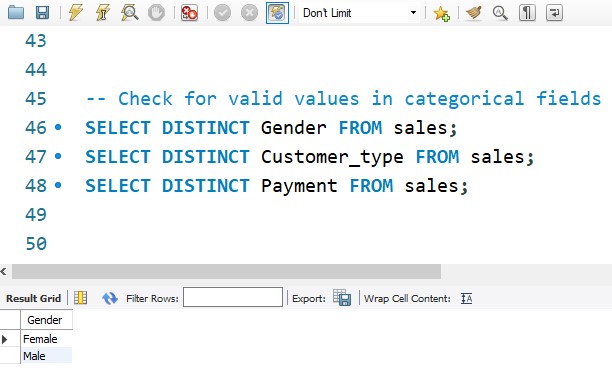 Don't Limit
43
44
45 -- Check for valid values in categorical fields
46 SELECT DISTINCT Gender FROM sales;
47 SELECT DISTINCT Customer_type FROM sales;
48 SELECT DISTINCT Payment FROM sales;
49
50
Result Grid Filter Rows: Export: Wrap Cell Content:
Gender
Female
Male